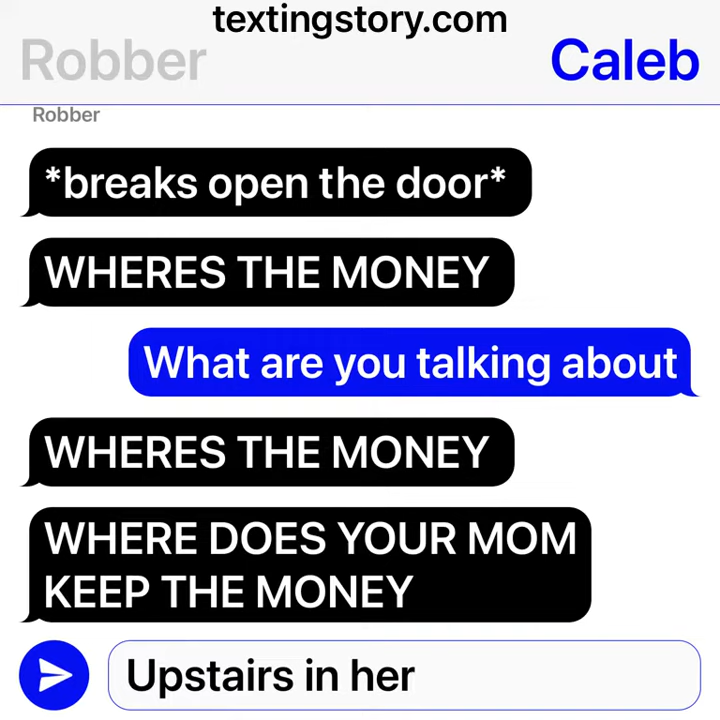 textingstory.com
Robber
Caleb
Robber
*breaks open the door*
WHERES THE MONEY
What are you talking about
WHERES THE MONEY
WHERE DOES YOUR MOM
KEEP THE MONEY
Upstairs in her